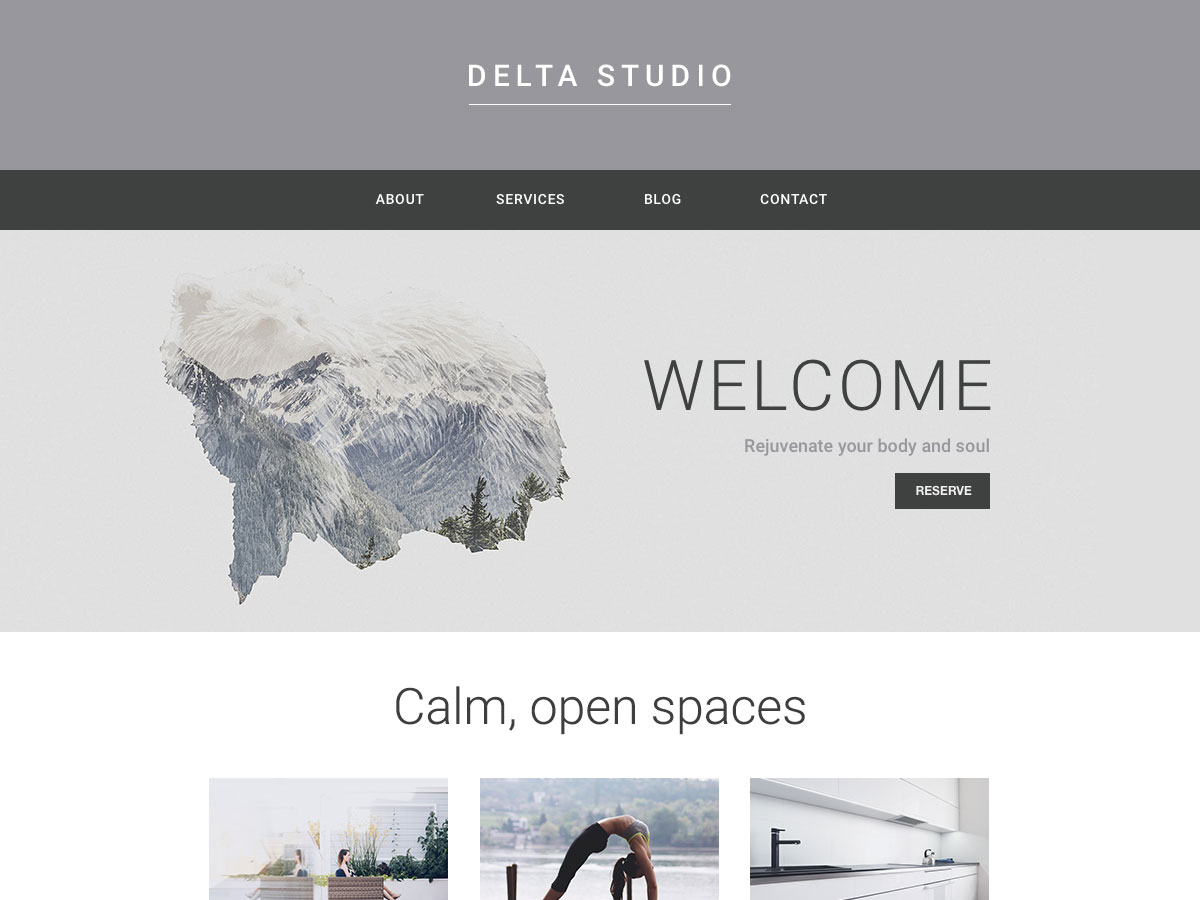 DELTA STUDIO
ABOUT SERVICES BLOG CONTACT
WELCOME
Rejuvenate your body and soul
RESERVE
Calm, open spaces